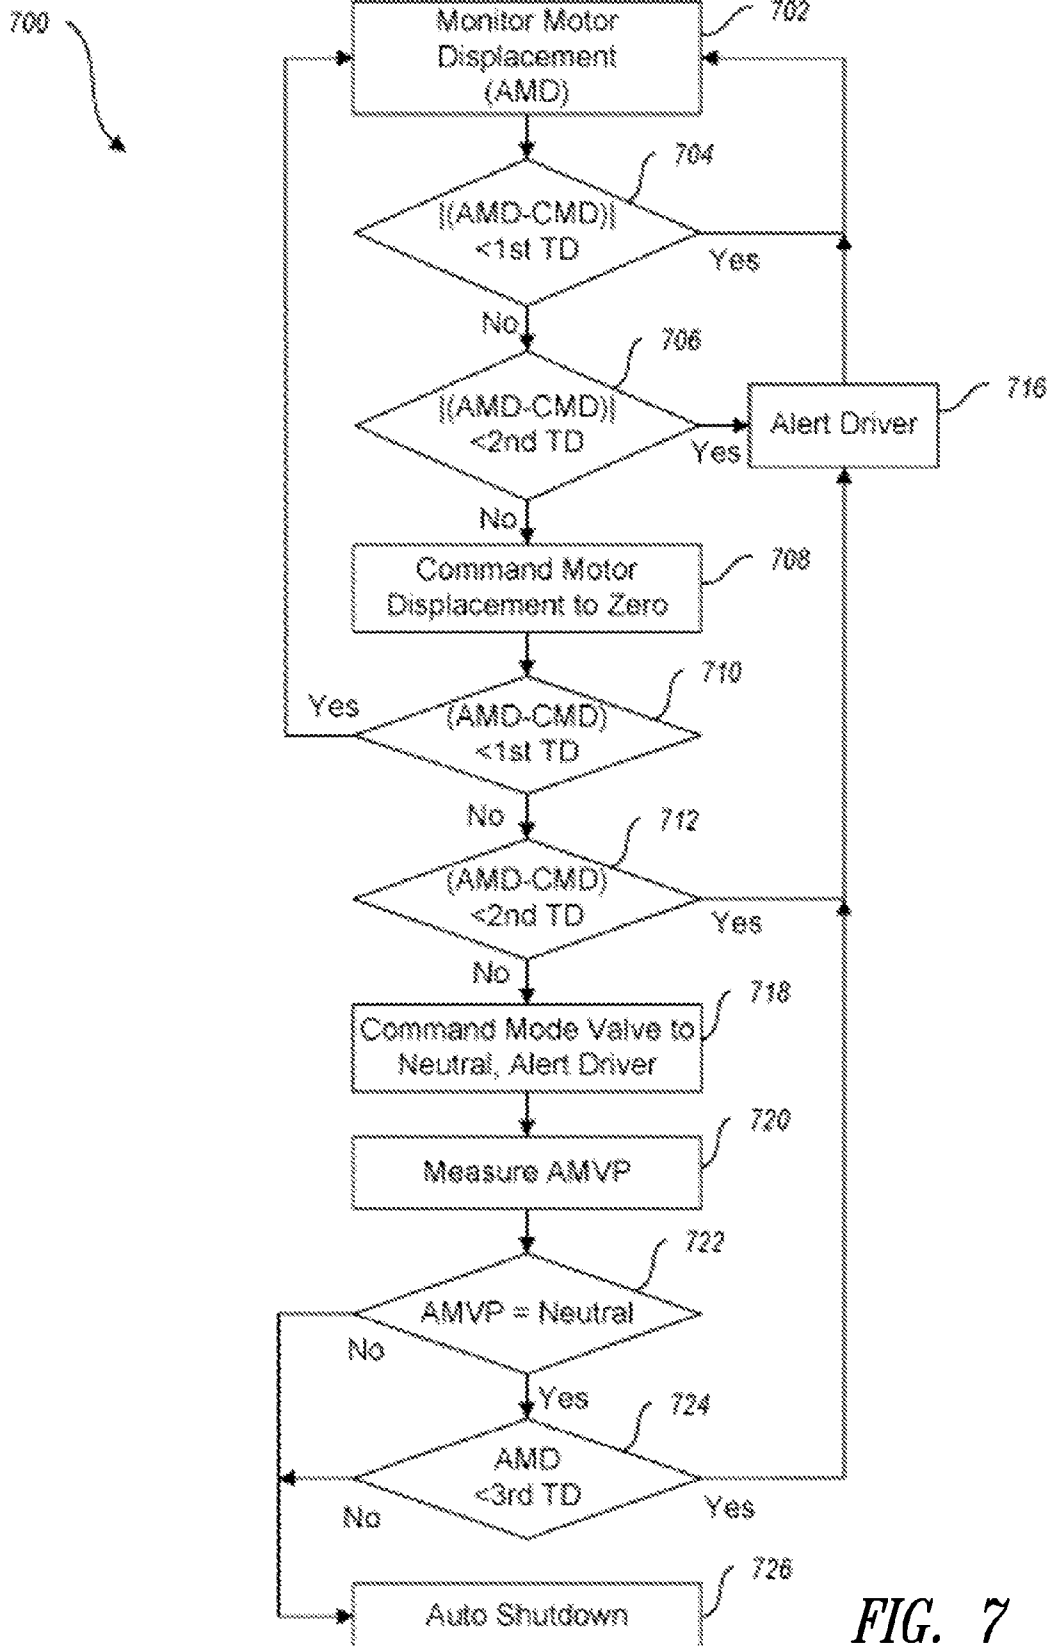 700
702
Monitor Motor
Displacement
(AMD)
704
|(AMD-CMD)|
<1st TD
Yes
No
706
|(AMD-CMD)|
<2nd TD
Yes
716
Alert Driver
No
708
Command Motor
Displacement to Zero
710
Yes
(AMD-CMD)
<1st TD
No
712
(AMD-CMD)
<2nd TD
Yes
No
718
Command Mode Valve to
Neutral, Alert Driver
720
Measure AMVP
722
AMVP = Neutral
No
Yes
724
AMD
<3rd TD
No
Yes
726
Auto Shutdown
FIG. 7